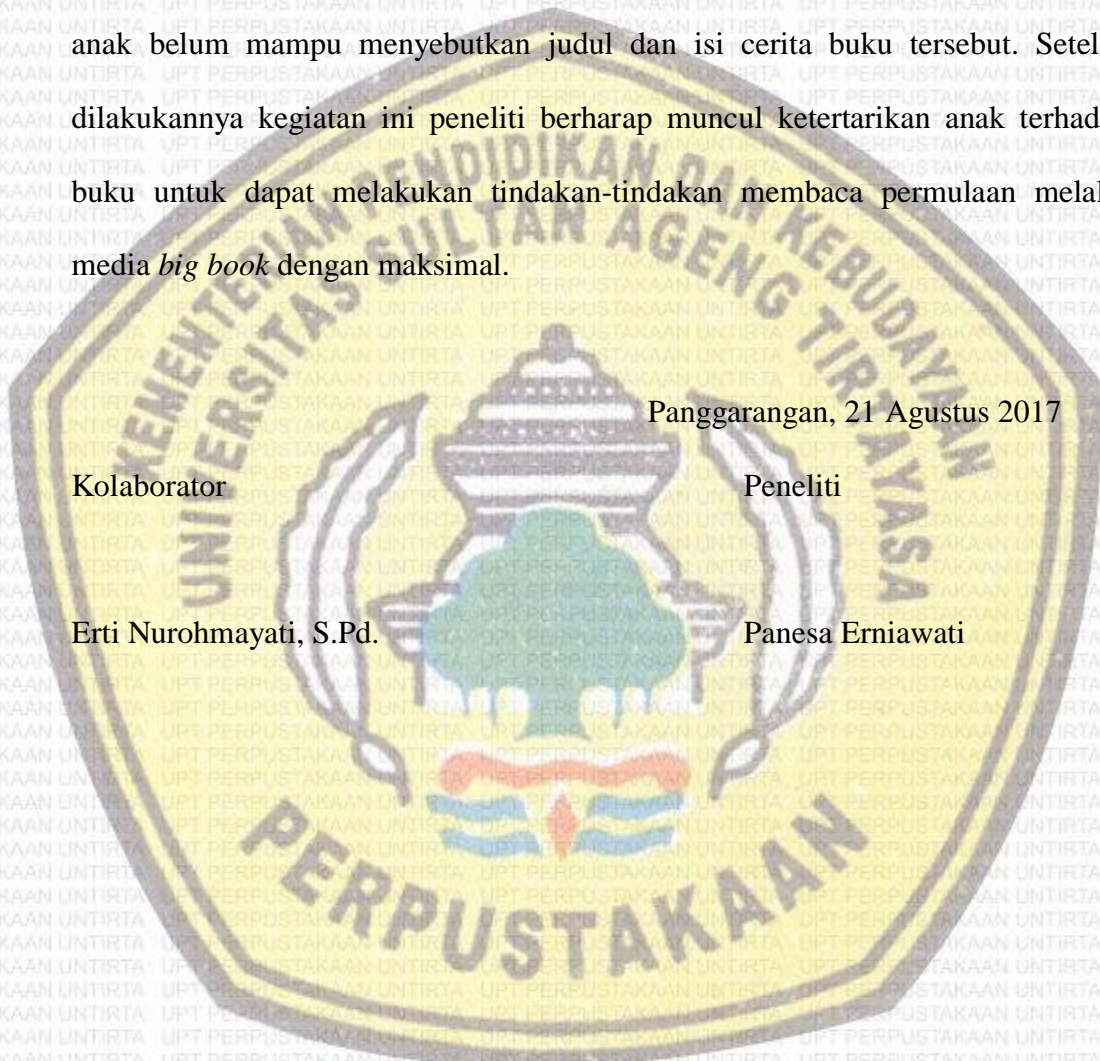 anak belum mampu menyebutkan judul dan isi cerita buku tersebut. Setel
dilakukannya kegiatan ini peneliti berharap muncul ketertarikan anak terhad
buku untuk dapat melakukan tindakan-tindakan membaca permulaan melal
media big book dengan maksimal.
KEMENTERIAN PENDIDIKAN DAN KEBUDAYAAN
UNIVERSITAS SULTAN AGENG TIRTAYASA
Panggarangan, 21 Agustus 2017
Kolaborator Peneliti
Erti Nurohmayati, S.Pd. Panesa Erniawati
PERPUSTAKAAN